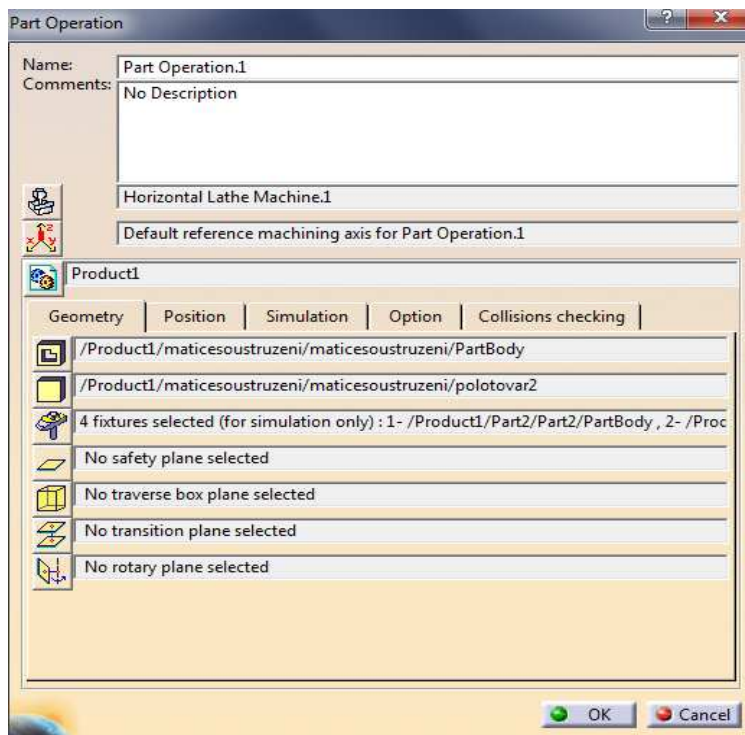 Part Operation
Name: Part Operation.1
Comments: No Description
Horizontal Lathe Machine.1
Default reference machining axis for Part Operation.1
Product1
Geometry Position Simulation Option Collisions checking
/Product1/maticesoustruzeni/maticesoustruzeni/PartBody
/Product1/maticesoustruzeni/maticesoustruzeni/polotovar2
4 fixtures selected (for simulation only) : 1- /Product1/Part2/Part2/PartBody , 2- /Proc
No safety plane selected
No traverse box plane selected
No transition plane selected
No rotary plane selected
OK Cancel